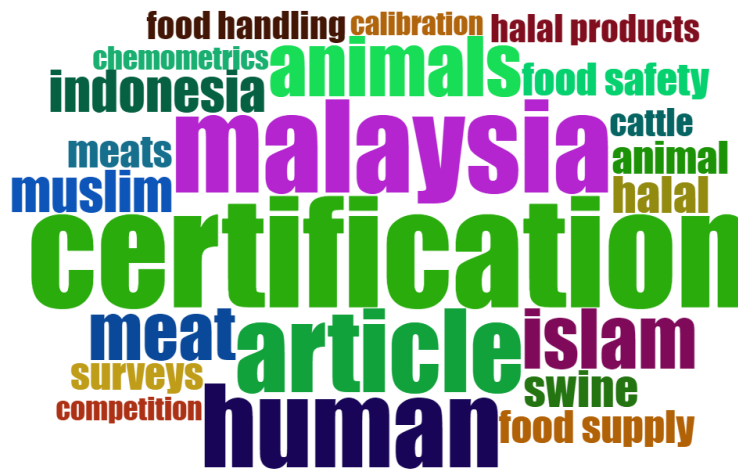 food handling calibration halal products
chemometrics animals food safety
indonesia
malaysia cattle
meats animal
muslim halal
certification
meat article islam
surveys swine
competition human food supply